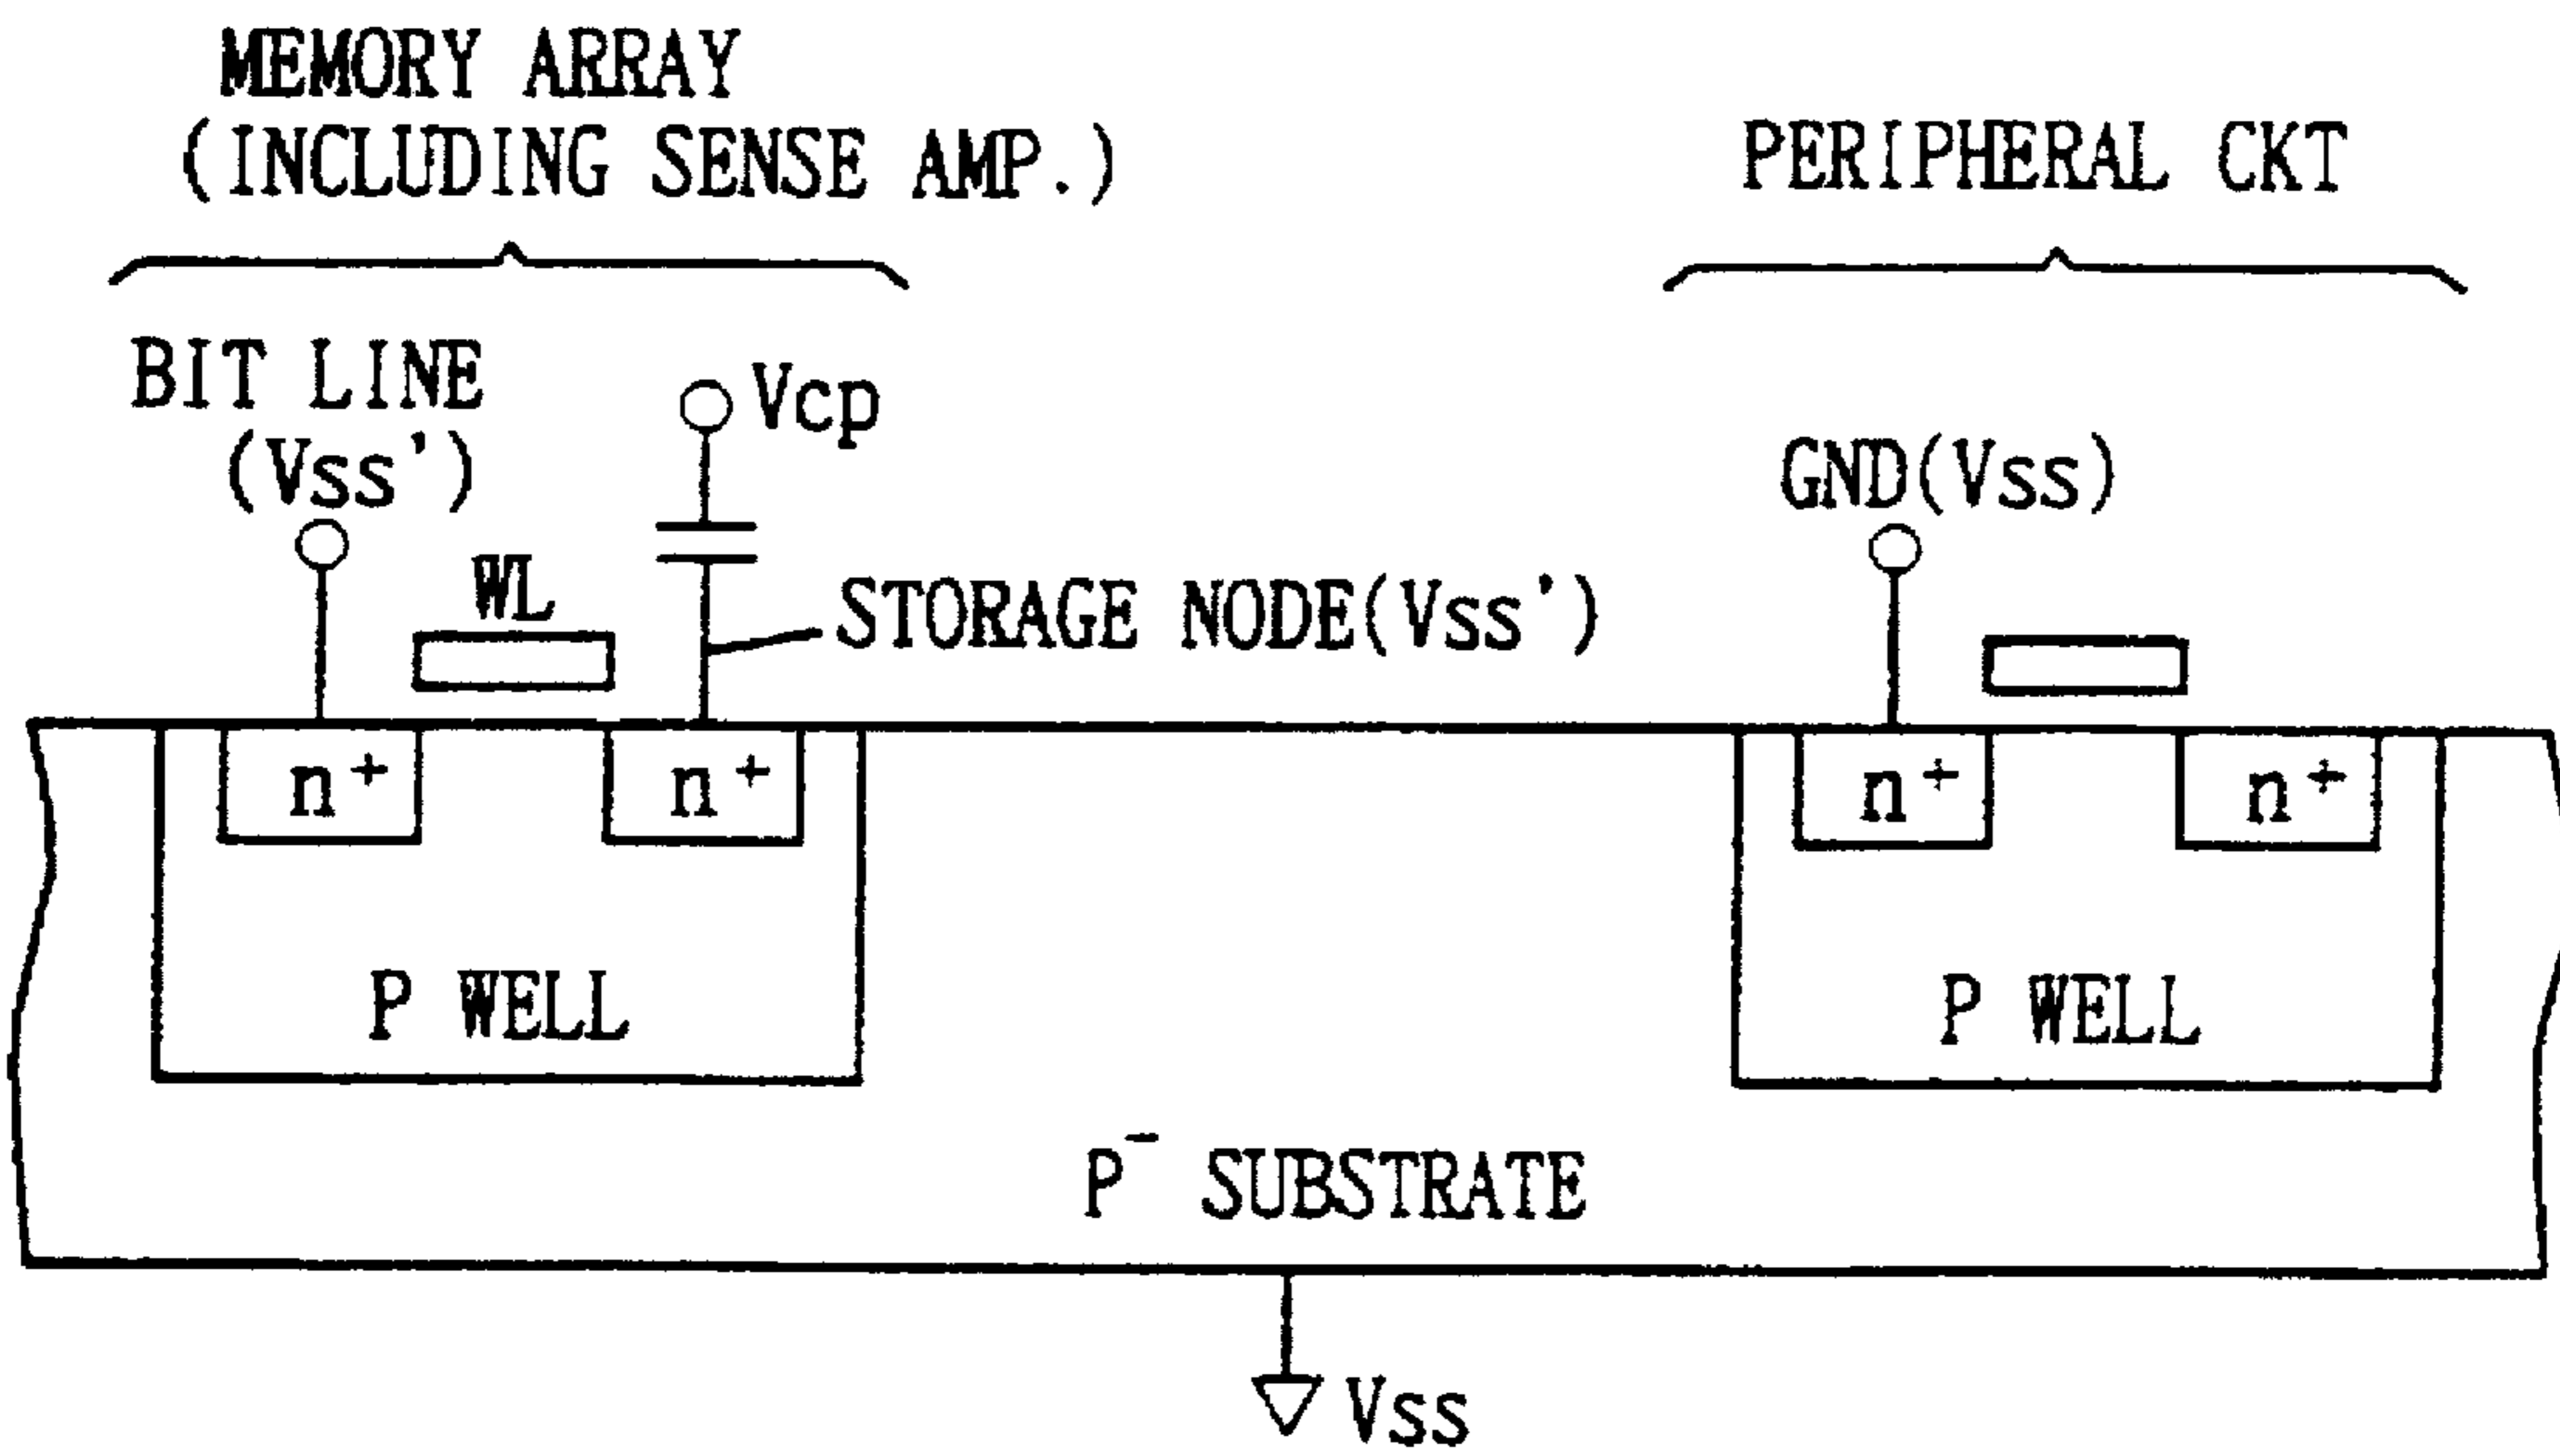 MEMORY ARRAY
(INCLUDING SENSE AMP.)
PERIPHERAL CKT
BIT LINE
(Vss')
Vcp
GND(Vss)
WL
STORAGE NODE(Vss')
n+
n+
n+
n+
P WELL
P WELL
P- SUBSTRATE
Vss